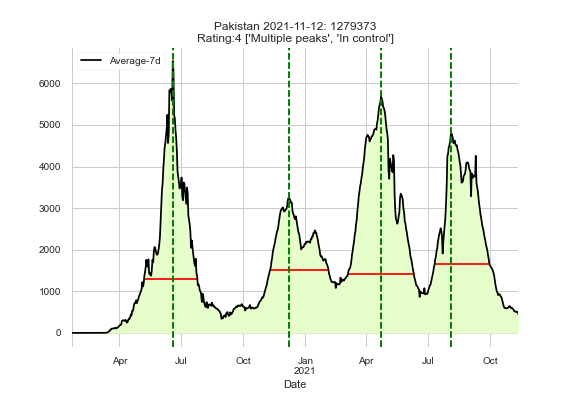 Pakistan 2021-11-12: 1279373
Rating:4 ['Multiple peaks', 'In control']
Average-7d
6000
5000
4000
3000
2000
1000
0
Apr Jul Oct Jan Apr Jul Oct
2021
Date